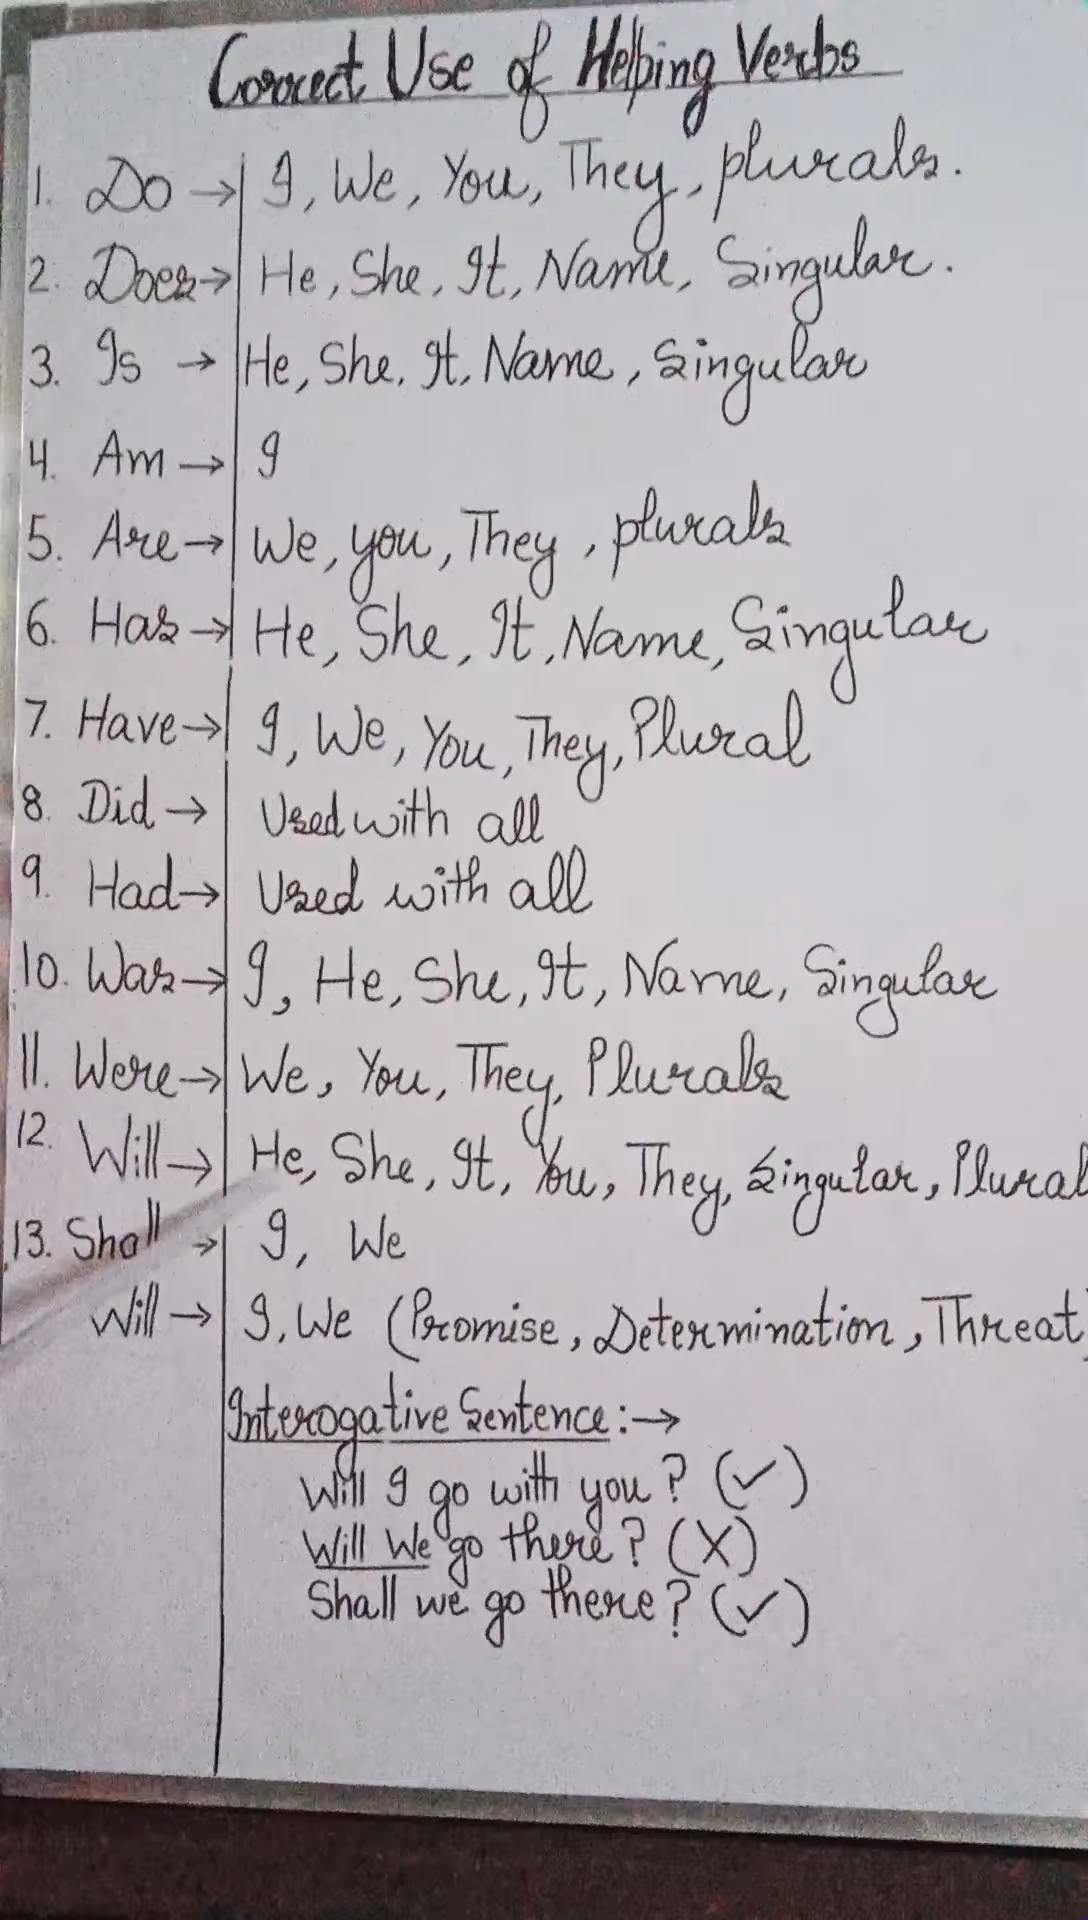 Correct Use of Helping Verbs
1. Do → I, We, You, They, plurals.
2. Does → He, She, It, Name, Singular.
3. Is → He, She, It, Name, Singular
4. Am → I
5. Are → We, you, They, plurals
6. Has → He, She, It, Name, Singular
7. Have → I, We, You, They, Plural
8. Did → Used with all
9. Had → Used with all
10. Was → I, He, She, It, Name, Singular
11. Were → We, You, They, Plurals
12. Will → He, She, It, You, They, Singular, Plural
13. Shall → I, We
Will → I, We (Promise, Determination, Threat)
Interogative Sentence :→
Will I go with you? (✓)
Will We go there? (X)
Shall we go there? (✓)